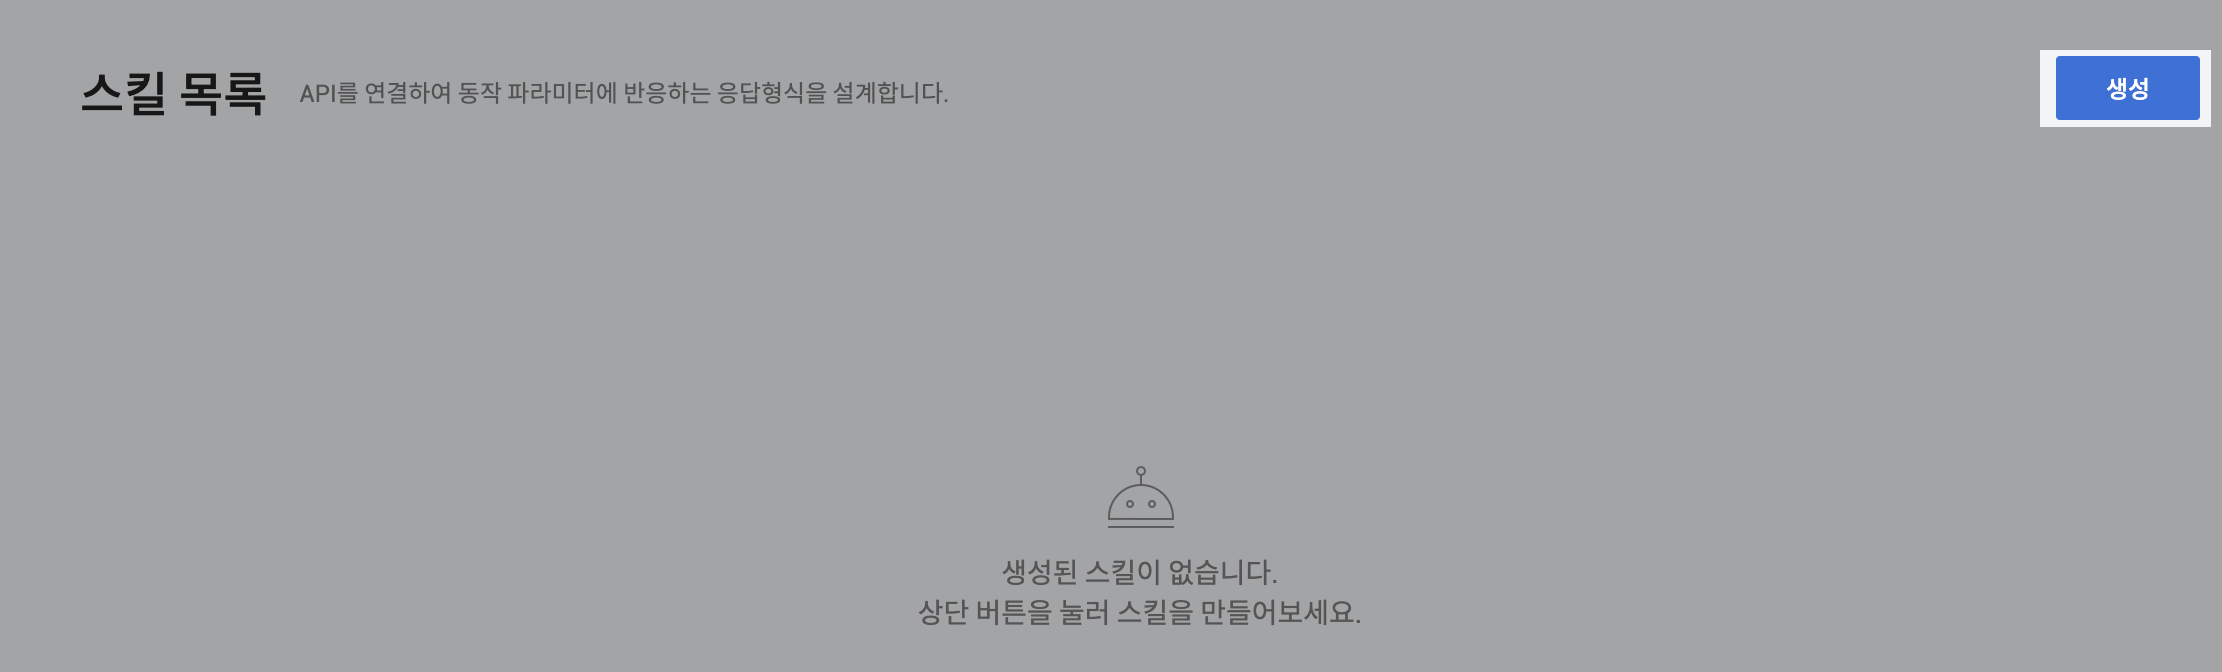 스킬 목록 API를 연결하여 동작 파라미터에 반응하는 응답형식을 설계합니다. 생성
생성된 스킬이 없습니다.
상단 버튼을 눌러 스킬을 만들어보세요.